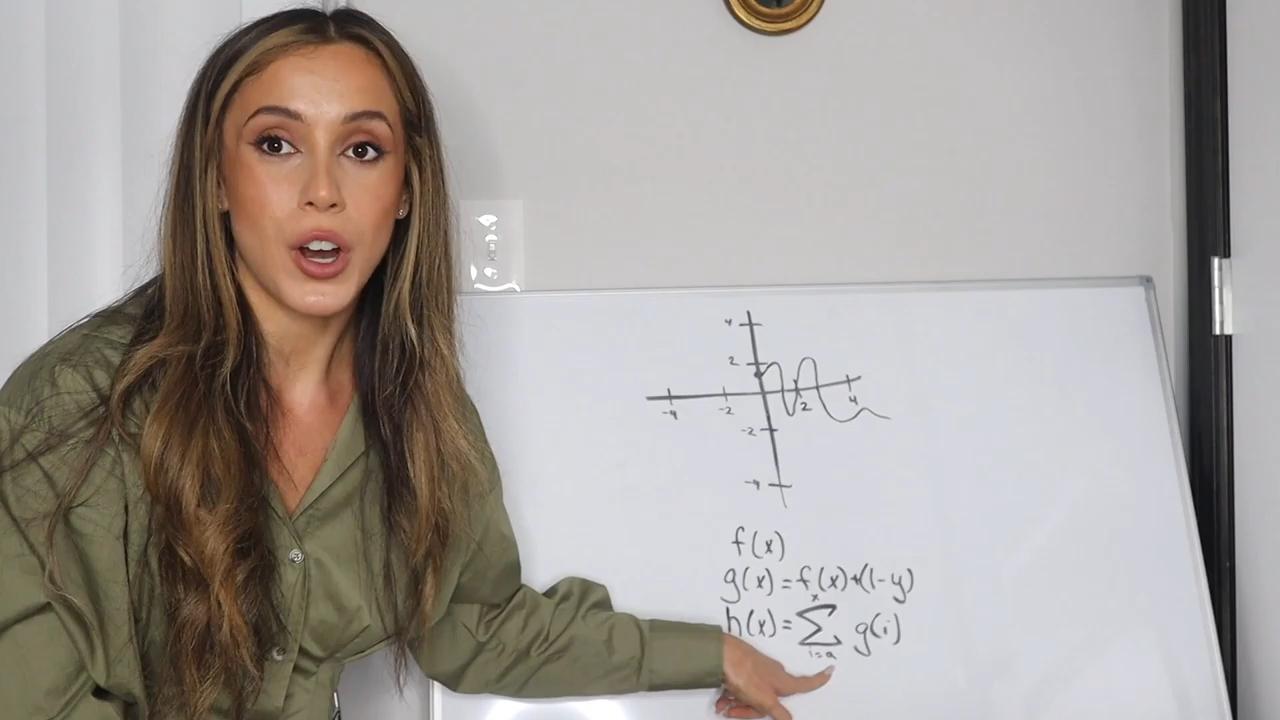 4
2
-4 -2 2 4
-2
-4
f(x)
g(x) = f(x)+(1-y)
x
h(x) = Σ g(i)
i=a